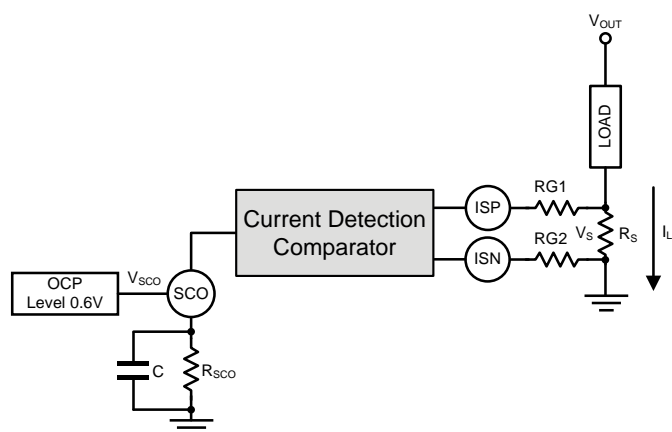 VOUT
LOAD
RG1
ISP
Current Detection
Comparator
VS
RS
IL
RG2
ISN
OCP
Level 0.6V
VSCO
SCO
C
RSCO